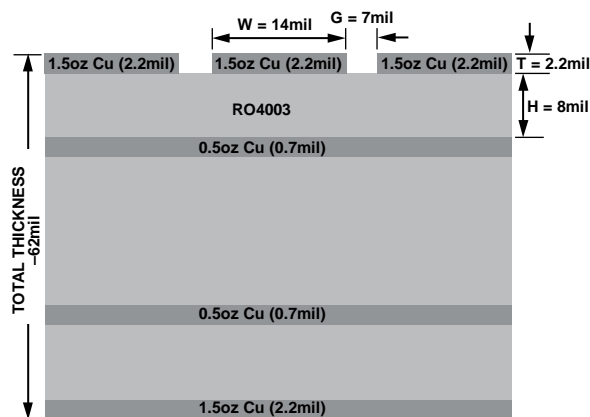 W = 14mil
G = 7mil
1.5oz Cu (2.2mil)
1.5oz Cu (2.2mil)
1.5oz Cu (2.2mil)
T = 2.2mil
RO4003
H = 8mil
0.5oz Cu (0.7mil)
TOTAL THICKNESS
–62mil
0.5oz Cu (0.7mil)
1.5oz Cu (2.2mil)